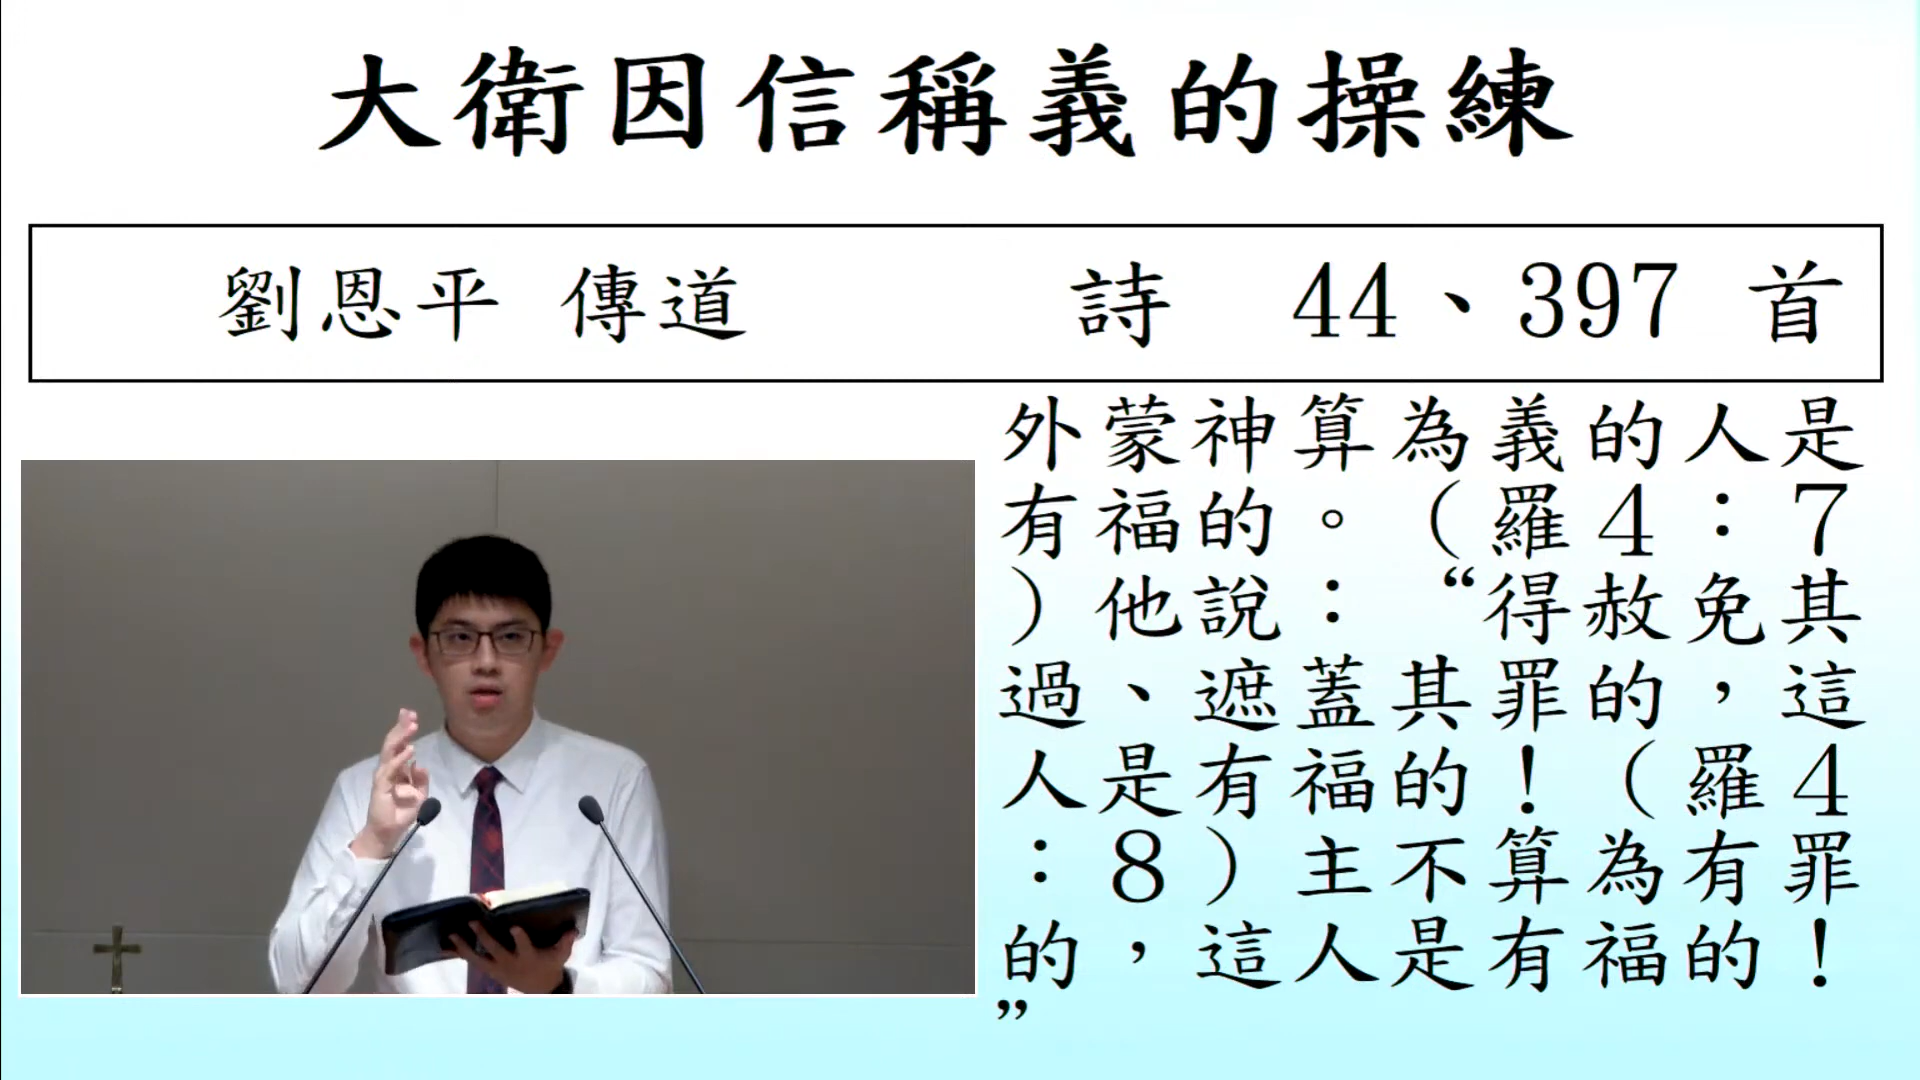 大衛因信稱義的操練
劉恩平 傳道 詩 44、397 首
外蒙神算為義的人是
有福的。（羅4：7
）他說：“得赦免其
過、遮蓋其罪的，這
人是有福的！（羅4
：8）主不算為有罪
的，這人是有福的！
”